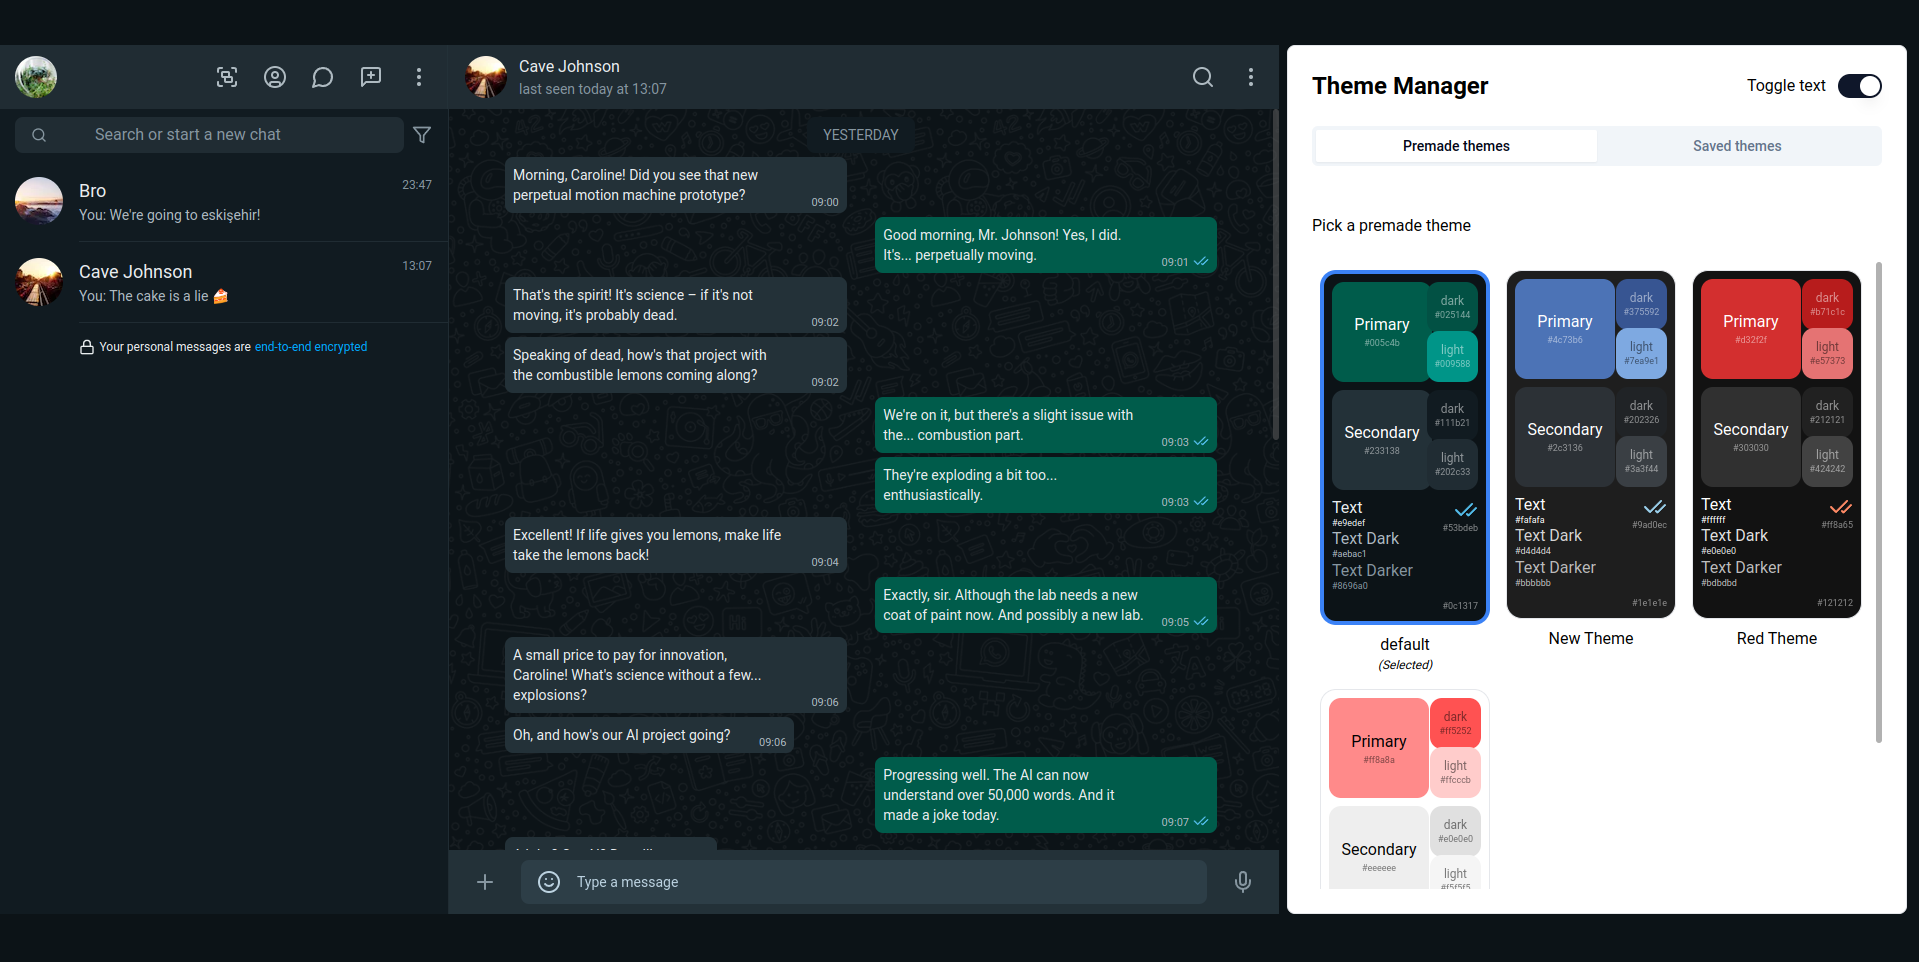 Search or start a new chat
Bro
23:47
You: We're going to eskişehir!
Cave Johnson
13:07
You: The cake is a lie 🍰
Your personal messages are end-to-end encrypted
Cave Johnson
last seen today at 13:07
YESTERDAY
Morning, Caroline! Did you see that new
perpetual motion machine prototype?
09:00
Good morning, Mr. Johnson! Yes, I did.
It's... perpetually moving.
09:01
That's the spirit! It's science – if it's not
moving, it's probably dead.
09:02
Speaking of dead, how's that project with
the combustible lemons coming along?
09:02
We're on it, but there's a slight issue with
the... combustion part.
09:03
They're exploding a bit too...
enthusiastically.
09:03
Excellent! If life gives you lemons, make life
take the lemons back!
09:04
Exactly, sir. Although the lab needs a new
coat of paint now. And possibly a new lab.
09:05
A small price to pay for innovation,
Caroline! What's science without a few...
explosions?
09:06
Oh, and how's our AI project going?
09:06
Progressing well. The AI can now
understand over 50,000 words. And it
made a joke today.
09:07
Type a message
Theme Manager
Toggle text
Premade themes
Saved themes
Pick a premade theme
Primary
#005c4b
dark
#025144
light
#009588
Secondary
#233138
dark
#111b21
light
#202c33
Text
#e9edef
#53bdeb
Text Dark
#aebac1
Text Darker
#8696a0
#0c1317
default
(Selected)
Primary
#4c73b6
dark
#375592
light
#7ea9e1
Secondary
#2c3136
dark
#202326
light
#3a3f44
Text
#fafafa
#9ad0ec
Text Dark
#d4d4d4
Text Darker
#bbbbbb
#1e1e1e
New Theme
Primary
#d32f2f
dark
#b71c1c
light
#e57373
Secondary
#303030
dark
#212121
light
#424242
Text
#ffffff
#ff8a65
Text Dark
#e0e0e0
Text Darker
#bdbdbd
#121212
Red Theme
Primary
#ff8a8a
dark
#ff5252
light
#ffcccb
Secondary
#eeeeee
dark
#e0e0e0
light
#f5f5f5